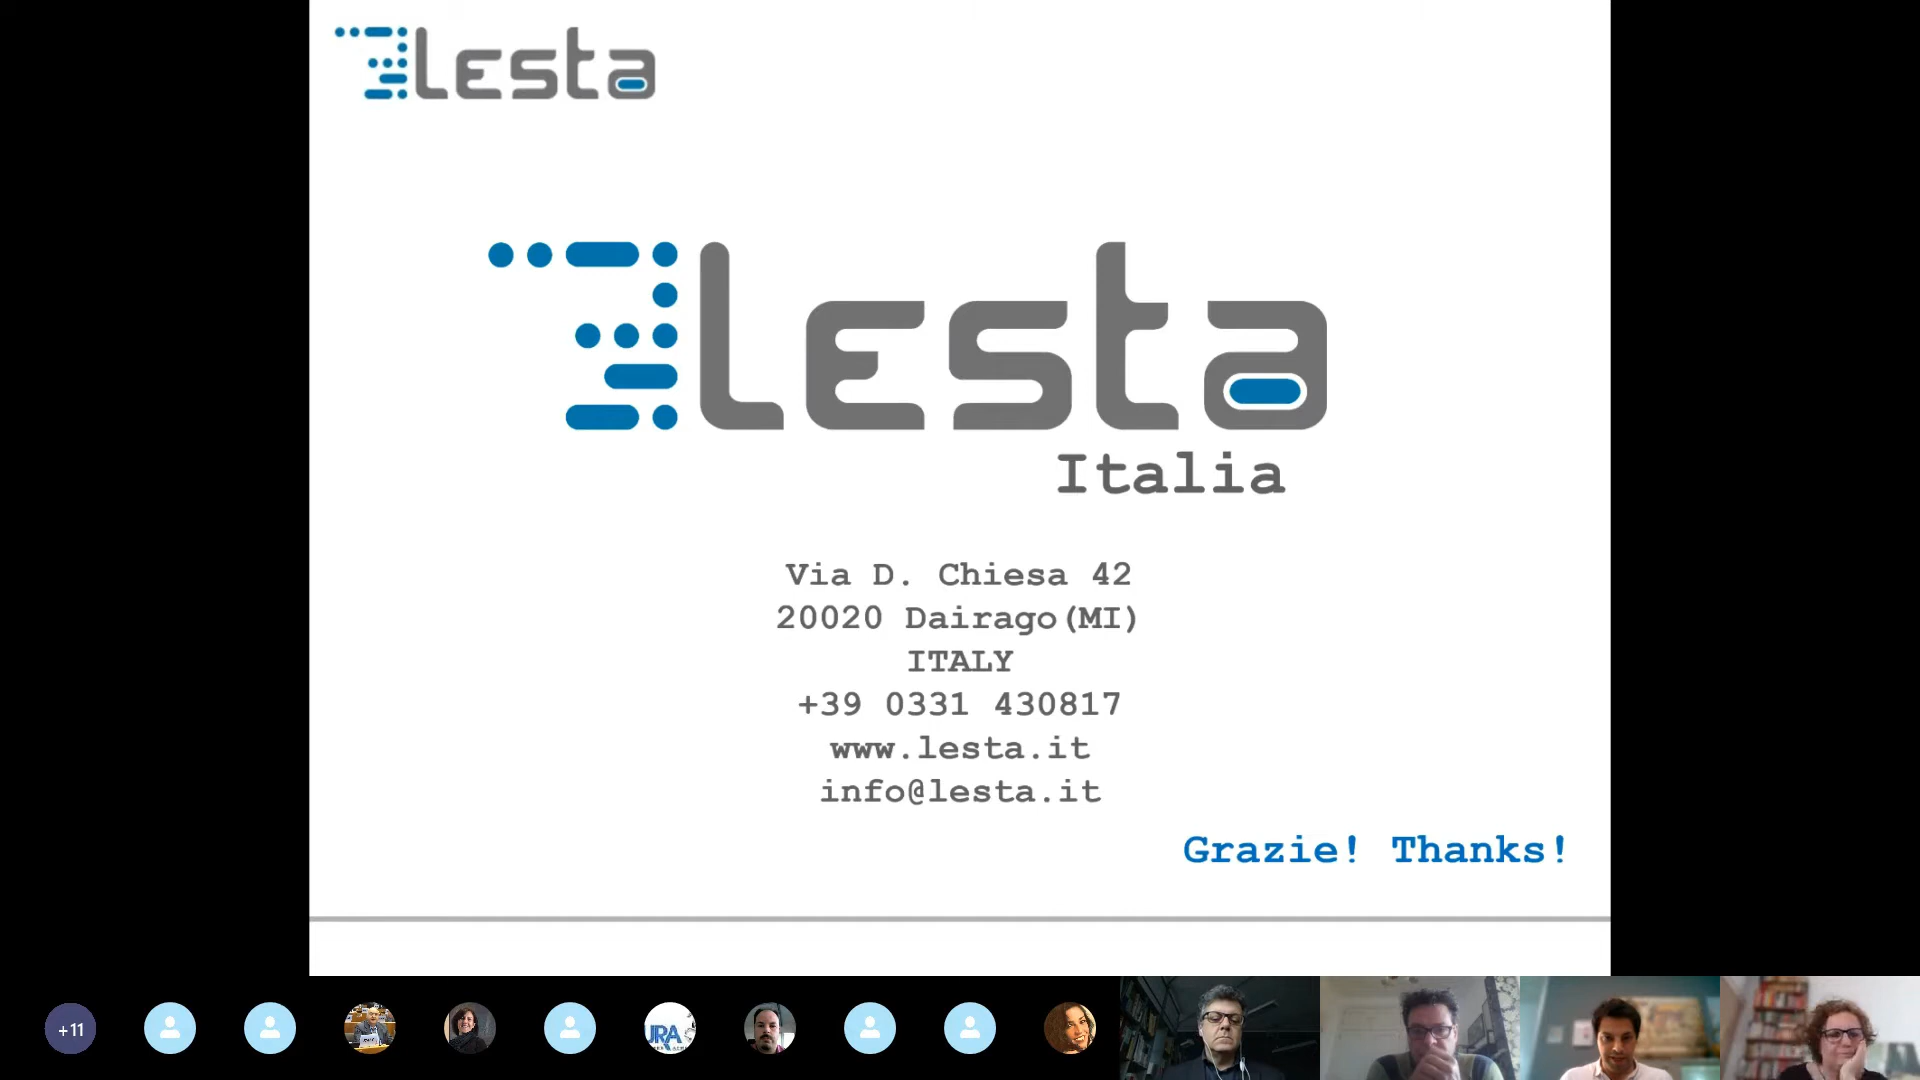 Lesta
Lesta
Italia
Via D. Chiesa 42
20020 Dairago(MI)
ITALY
+39 0331 430817
www.lesta.it
info@lesta.it
Grazie! Thanks!
+11